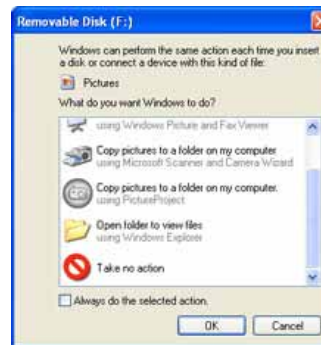 Removable Disk (F:)
Windows can perform the same action each time you insert
a disk or connect a device with this kind of file:
Pictures
What do you want Windows to do?
using Windows Picture and Fax Viewer
Copy pictures to a folder on my computer
using Microsoft Scanner and Camera Wizard
Copy pictures to a folder on my computer.
using PictureProject
Open folder to view files
using Windows Explorer
Take no action
Always do the selected action.
OK
Cancel